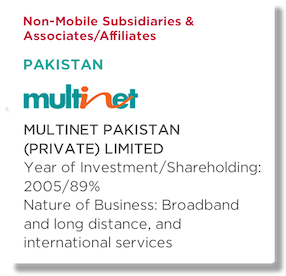 Non-Mobile Subsidiaries &
Associates/Affiliates
PAKISTAN
multinet
MULTINET PAKISTAN
(PRIVATE) LIMITED
Year of Investment/Shareholding:
2005/89%
Nature of Business: Broadband
and long distance, and
international services